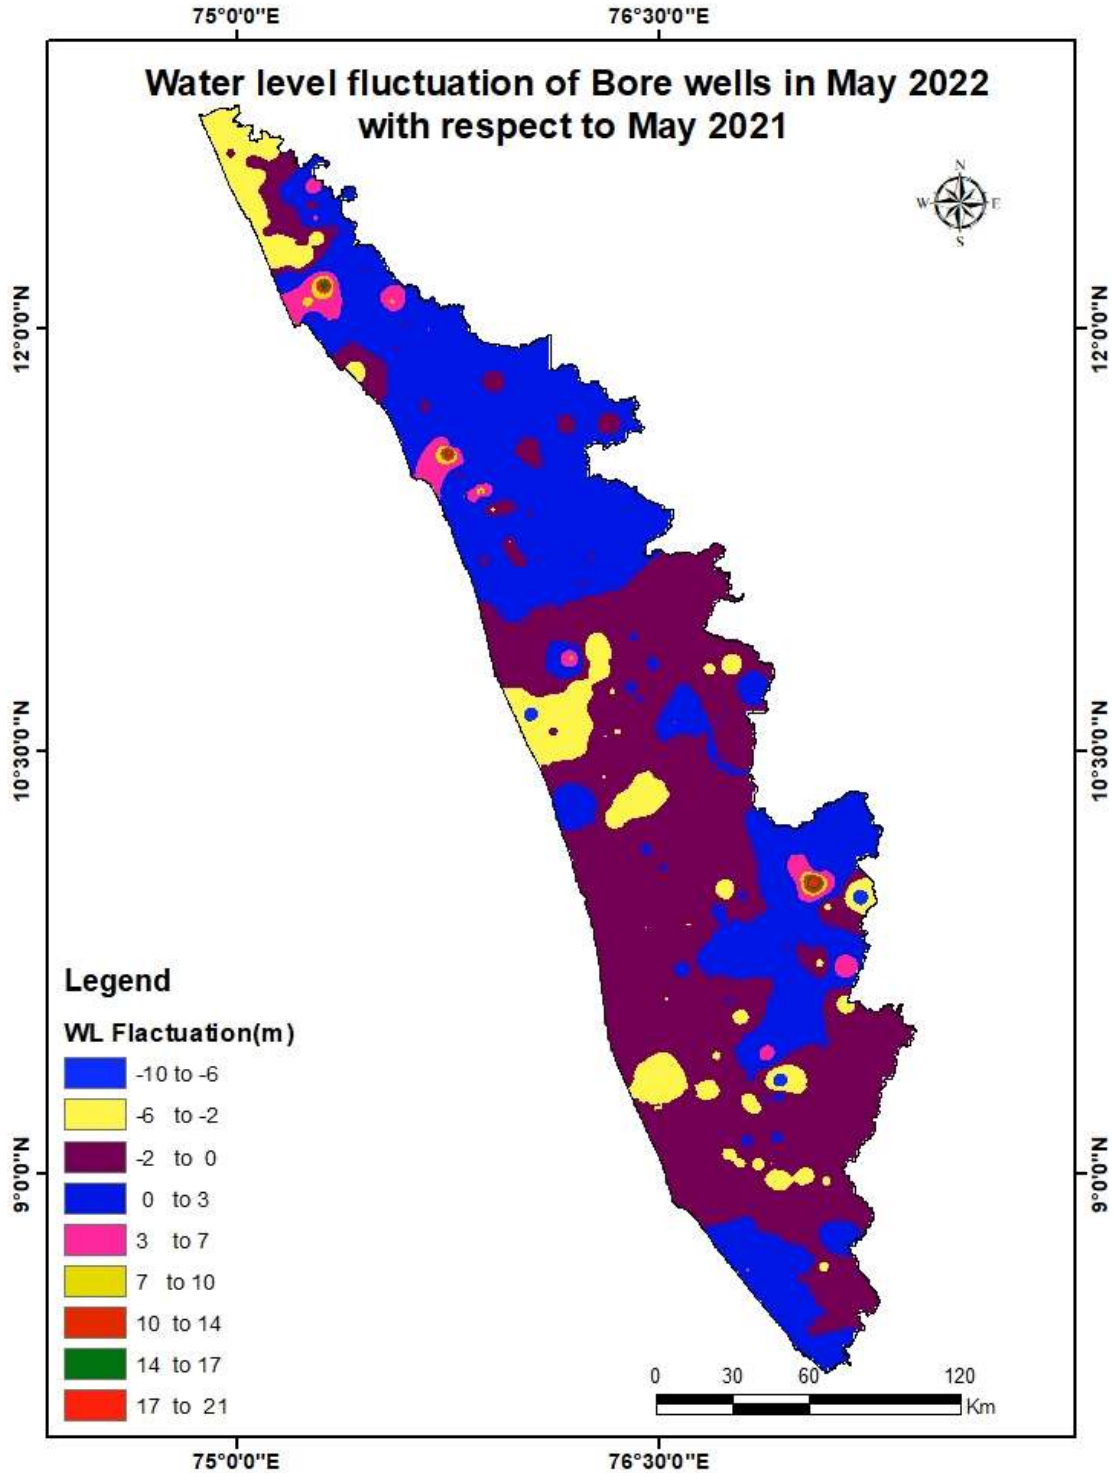 75°0'0"E 76°30'0"E
Water level fluctuation of Bore wells in May 2022
with respect to May 2021
N
W E
S
12°0'0"N 12°0'0"N
10°30'0"N 10°30'0"N
9°0'0"N 9°0'0"N
Legend
WL Flactuation(m)
-10 to -6
-6 to -2
-2 to 0
0 to 3
3 to 7
7 to 10
10 to 14
14 to 17
17 to 21
0 30 60 120
Km
75°0'0"E 76°30'0"E